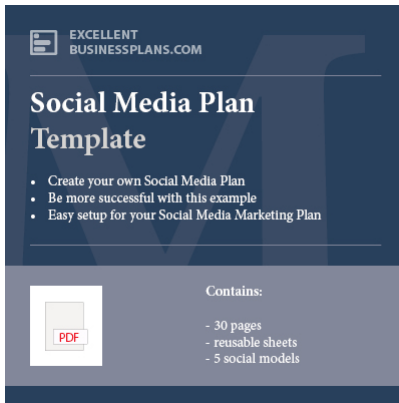 EXCELLENT
BUSINESSPLANS.COM
Social Media Plan
Template
• Create your own Social Media Plan
• Be more successful with this example
• Easy setup for your Social Media Marketing Plan
Contains:
- 30 pages
- reusable sheets
- 5 social models
PDF